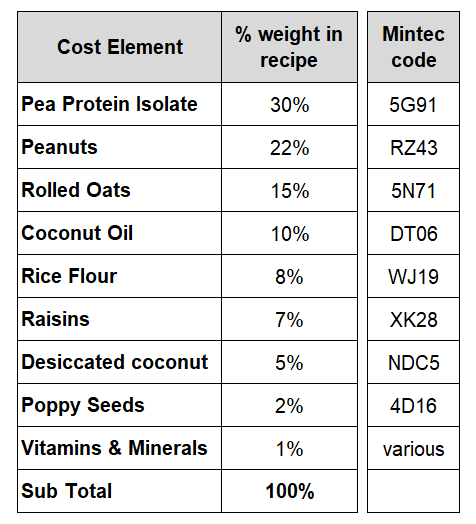 Cost Element % weight in recipe Mintec code
Pea Protein Isolate 30% 5G91
Peanuts 22% RZ43
Rolled Oats 15% 5N71
Coconut Oil 10% DT06
Rice Flour 8% WJ19
Raisins 7% XK28
Desiccated coconut 5% NDC5
Poppy Seeds 2% 4D16
Vitamins & Minerals 1% various
Sub Total 100%